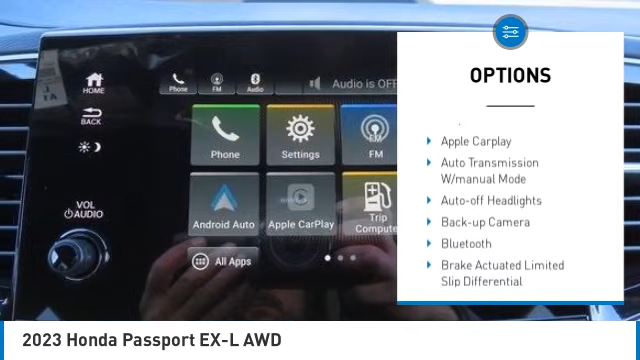 HOME
BACK
VOL
AUDIO
Phone
FM
Audio
Audio is OFF
Phone
Settings
FM
FM
Android Auto
Apple CarPlay
Trip
Compute
All Apps
OPTIONS
Apple Carplay
Auto Transmission
W/manual Mode
Auto-off Headlights
Back-up Camera
Bluetooth
Brake Actuated Limited
Slip Differential
2023 Honda Passport EX-L AWD